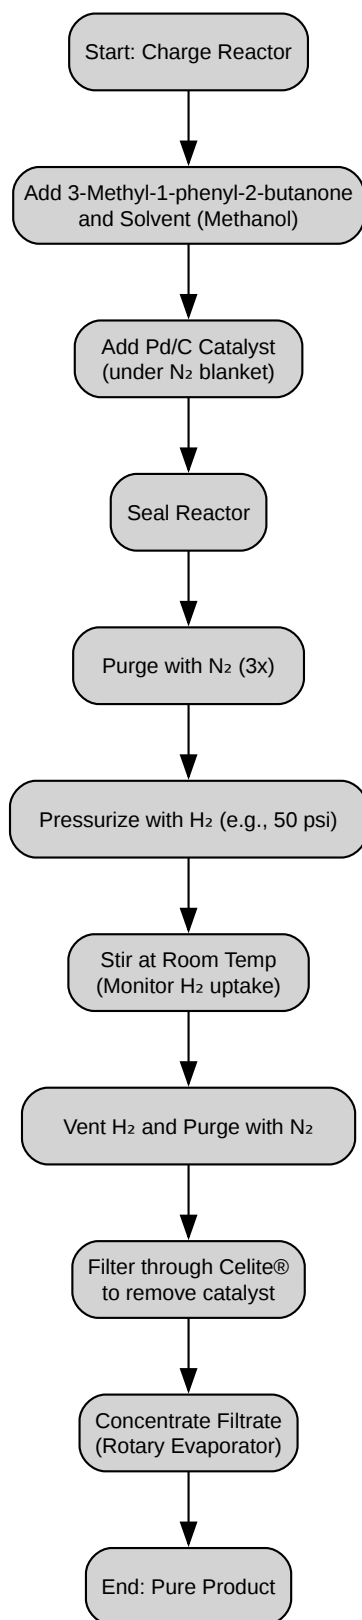 Start: Charge Reactor
Add 3-Methyl-1-phenyl-2-butanone
and Solvent (Methanol)
Add Pd/C Catalyst
(under N₂ blanket)
Seal Reactor
Purge with N₂ (3x)
Pressurize with H₂ (e.g., 50 psi)
Stir at Room Temp
(Monitor H₂ uptake)
Vent H₂ and Purge with N₂
Filter through Celite®
to remove catalyst
Concentrate Filtrate
(Rotary Evaporator)
End: Pure Product